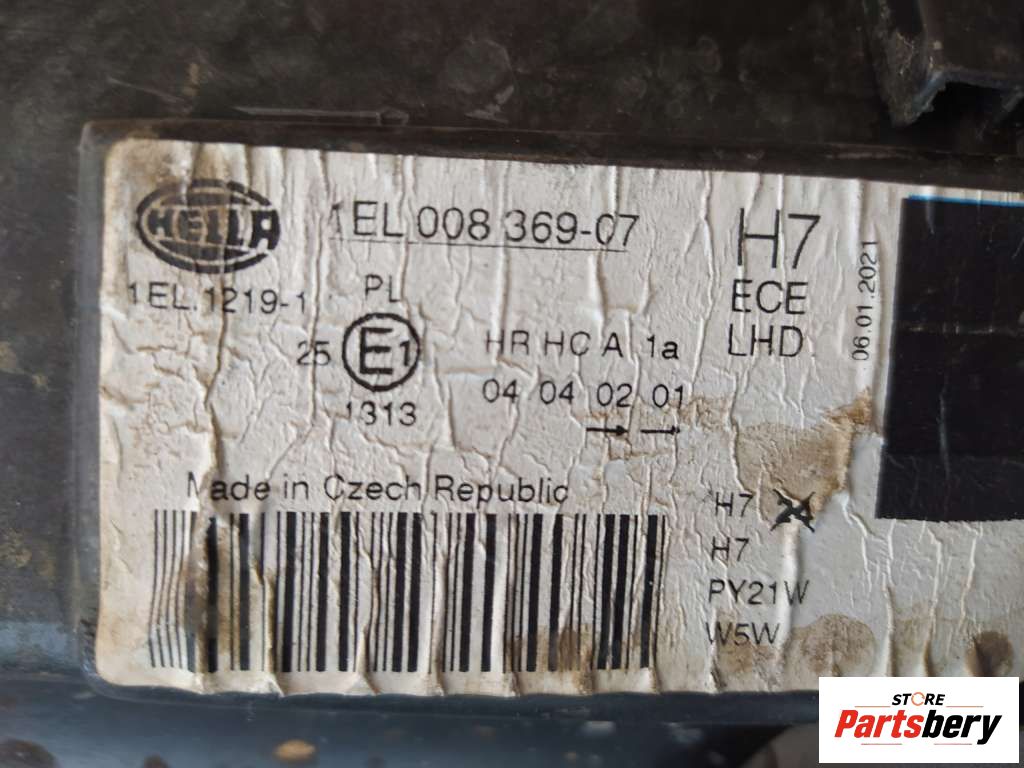 HELLA
1EL 008 369-07
H7
ECE
LHD
06.01.2021
1EL.1219-1
PL
25 E1
1313
HR HC A 1a
04 04 02 01
Made in Czech Republic
H7
H7
PY21W
W5W
STORE
Partsbery